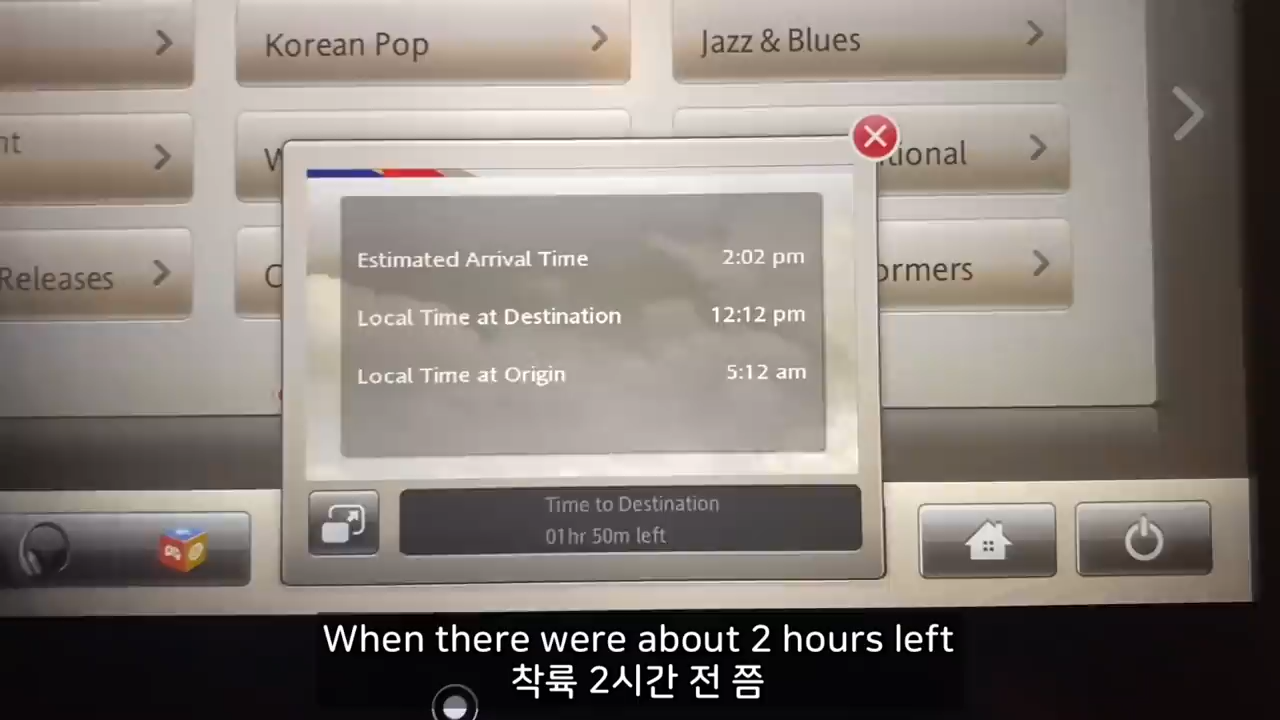 Korean Pop
Jazz & Blues
Releases
Estimated Arrival Time 2:02 pm
Local Time at Destination 12:12 pm
Local Time at Origin 5:12 am
Time to Destination
01hr 50m left
When there were about 2 hours left
착륙 2시간 전 쯤